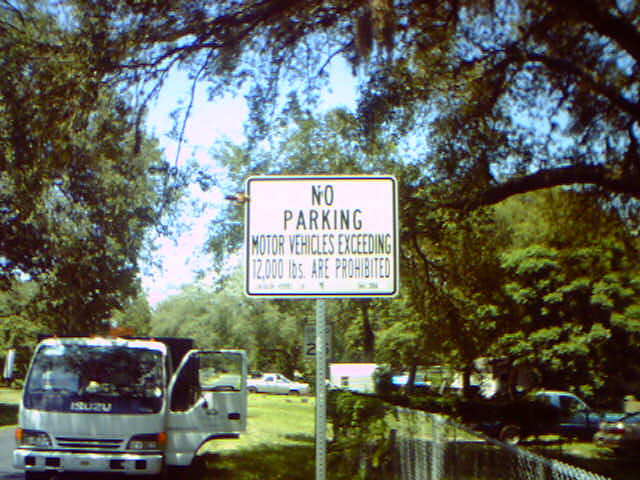 NO
PARKING
MOTOR VEHICLES EXCEEDING
12,000 lbs. ARE PROHIBITED
ISUZU